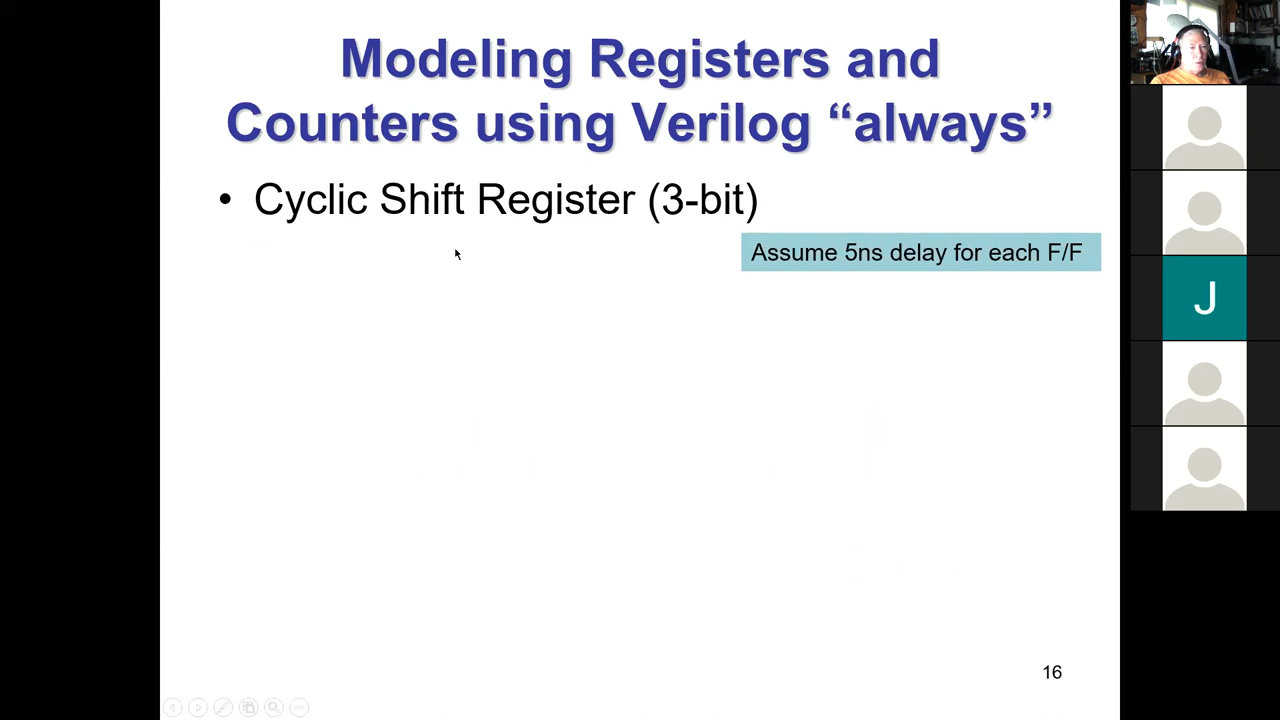 Modeling Registers and
Counters using Verilog “always”
• Cyclic Shift Register (3-bit)
Assume 5ns delay for each F/F
J
16